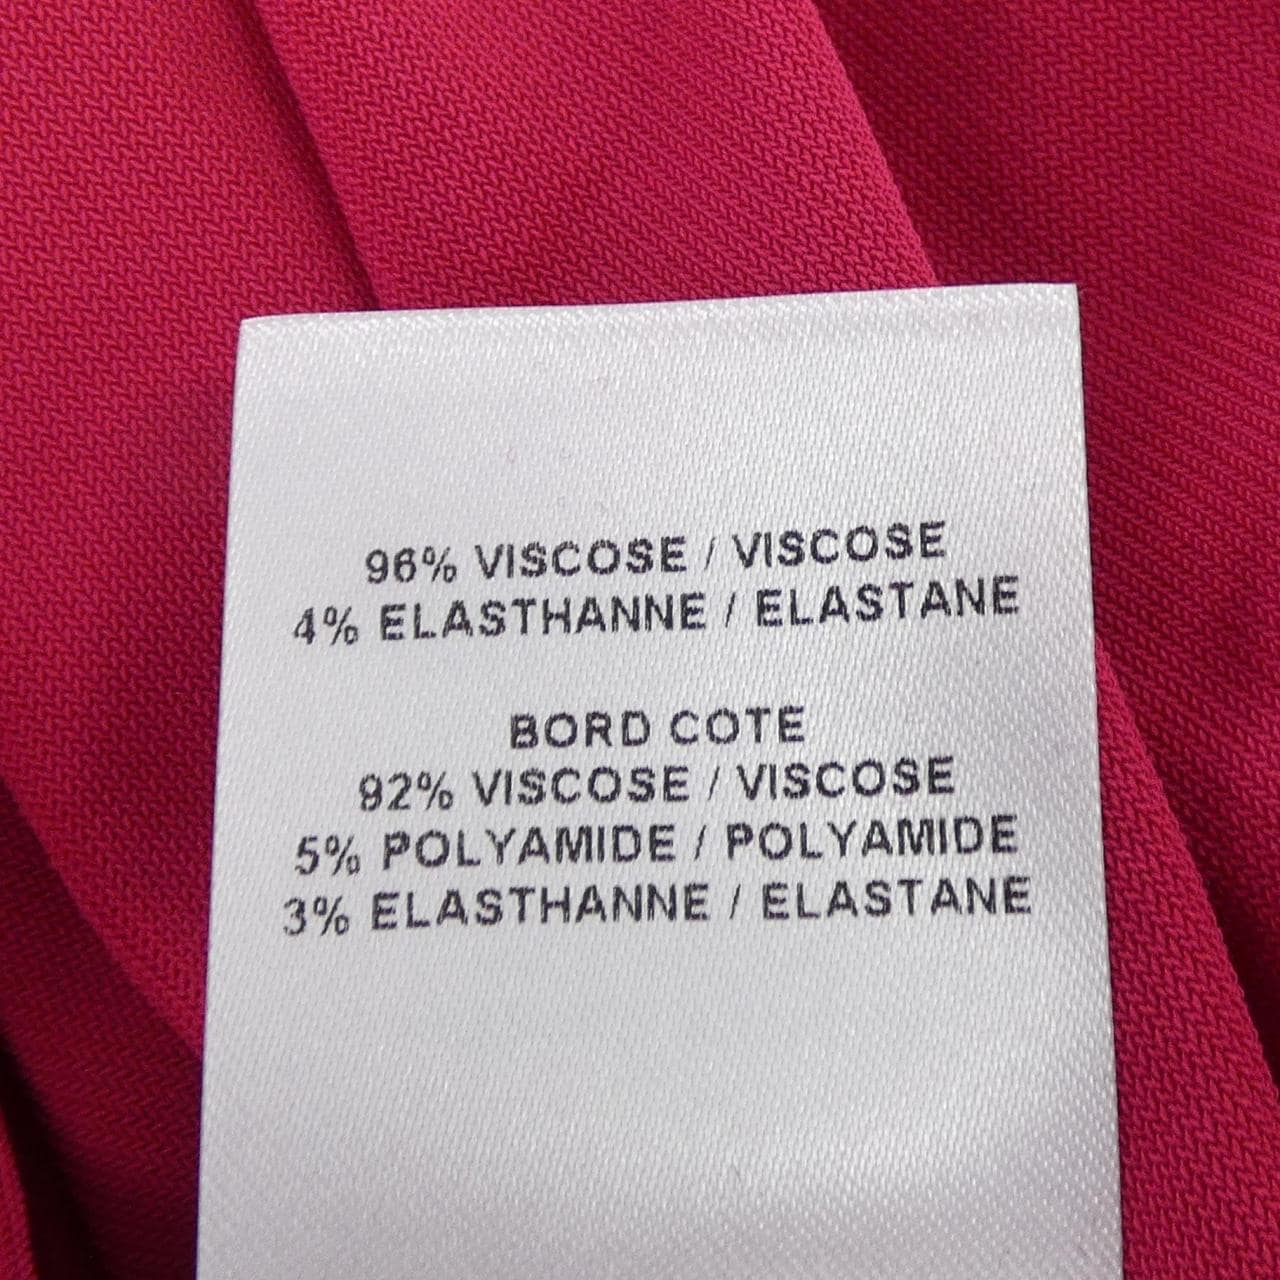 96% VISCOSE / VISCOSE
4% ELASTHANNE / ELASTANE
BORD COTE
92% VISCOSE / VISCOSE
5% POLYAMIDE / POLYAMIDE
3% ELASTHANNE / ELASTANE